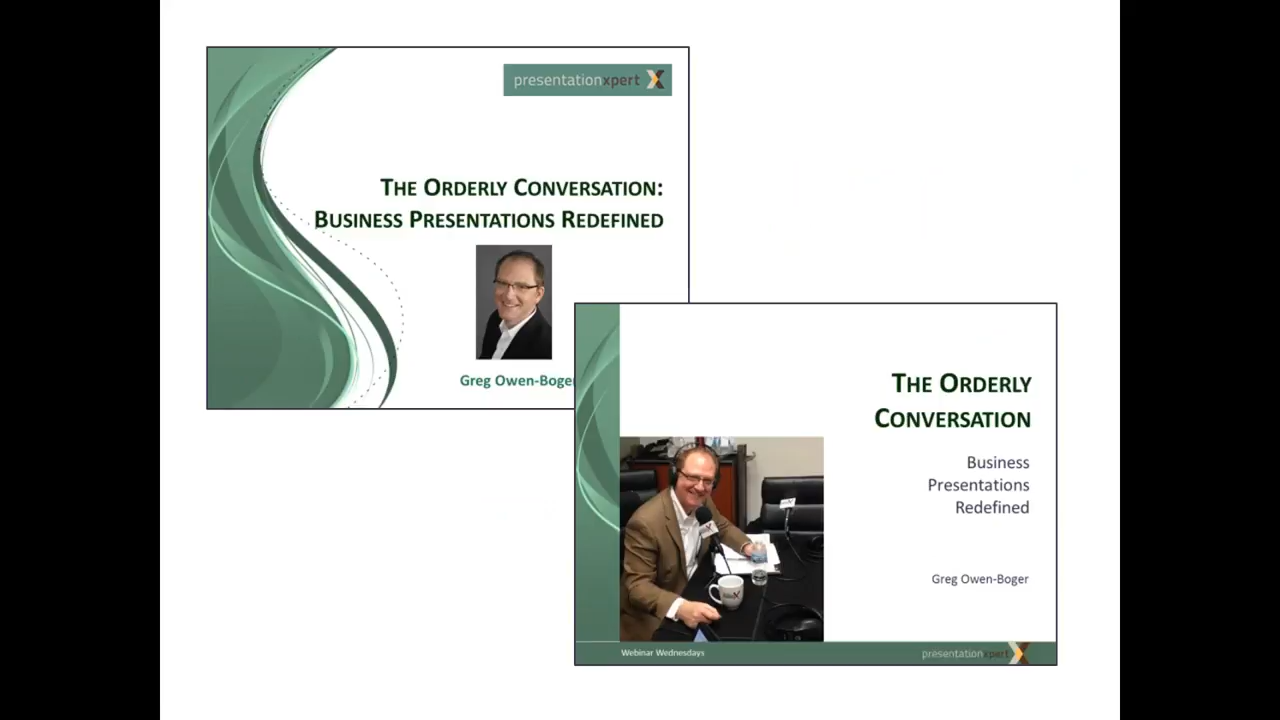 presentationxpert
THE ORDERLY CONVERSATION:
BUSINESS PRESENTATIONS REDEFINED
Greg Owen-Boger
THE ORDERLY
CONVERSATION
Business
Presentations
Redefined
Greg Owen-Boger
Webinar Wednesdays
presentationxpert